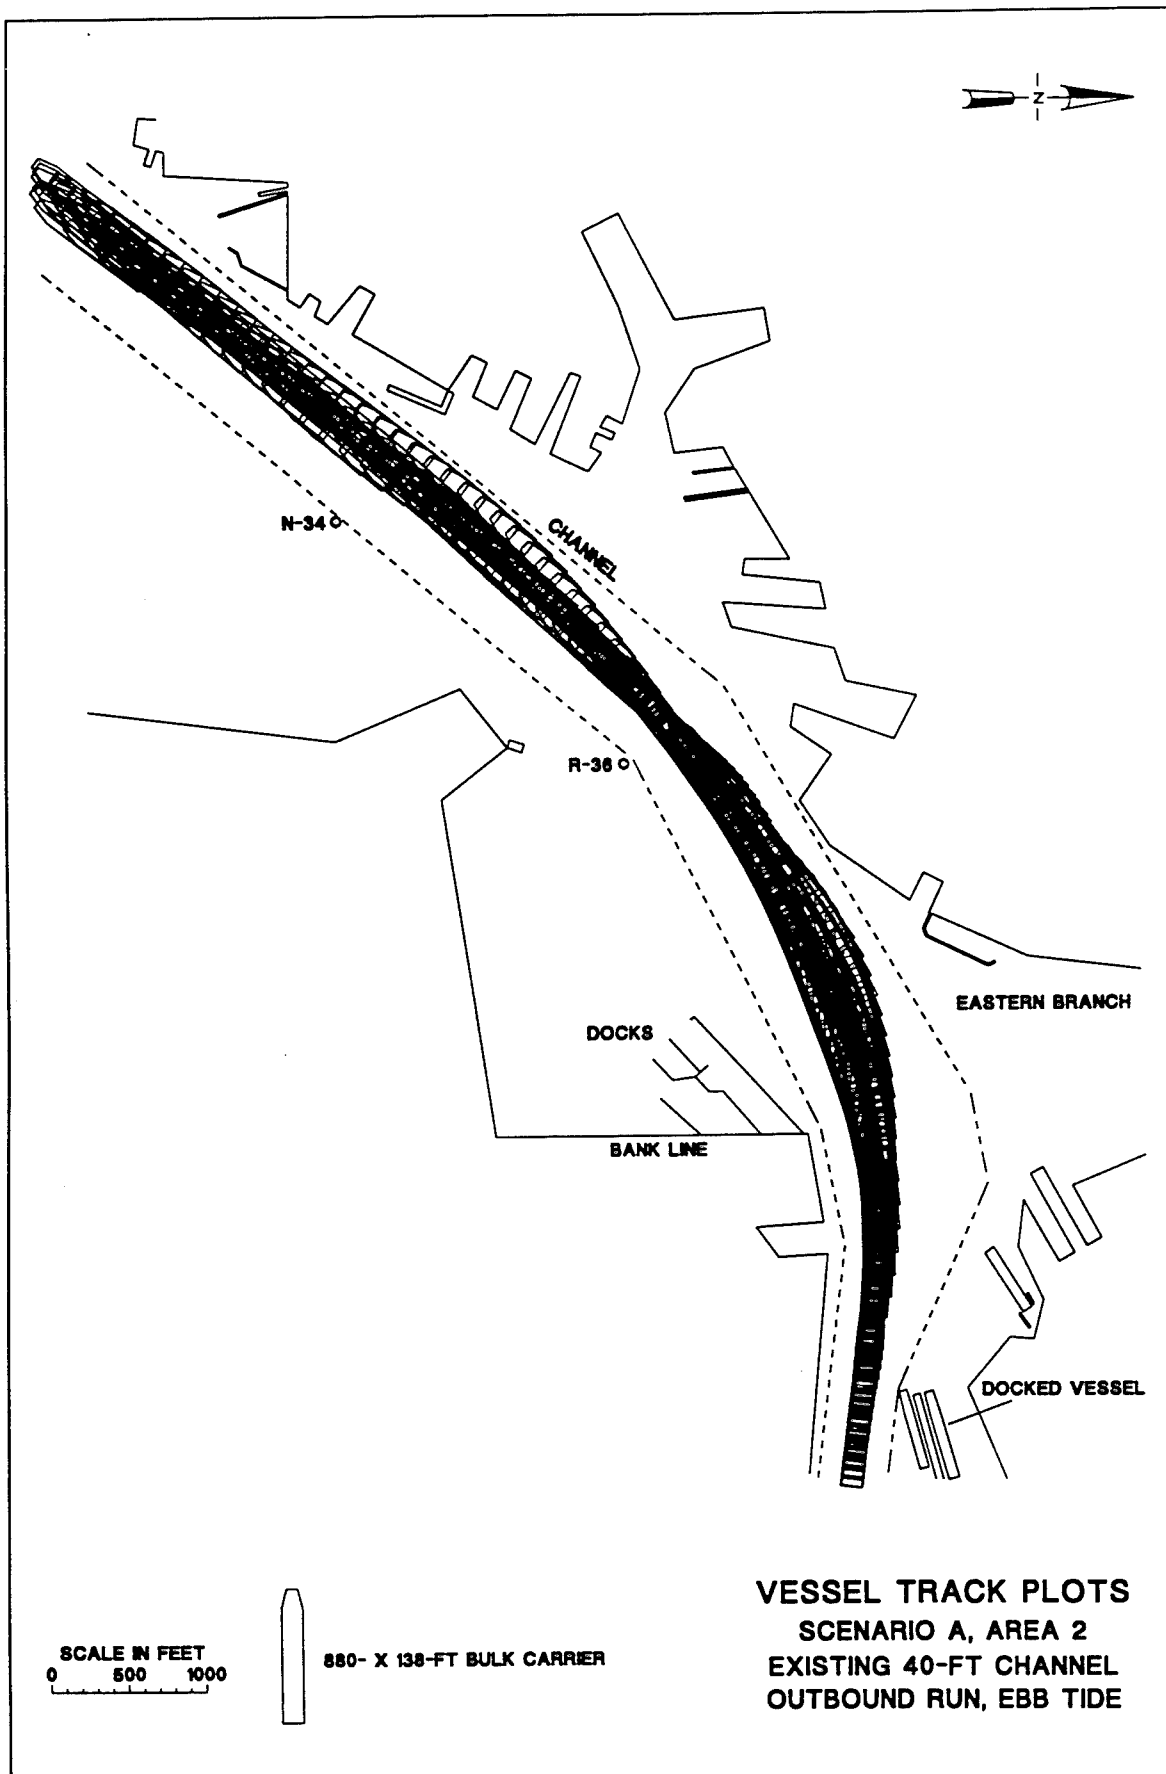 N
N-34
CHANNEL
R-36
EASTERN BRANCH
DOCKS
BANK LINE
DOCKED VESSEL
VESSEL TRACK PLOTS
SCENARIO A, AREA 2
EXISTING 40-FT CHANNEL
OUTBOUND RUN, EBB TIDE
SCALE IN FEET
0 500 1000
880- X 138-FT BULK CARRIER